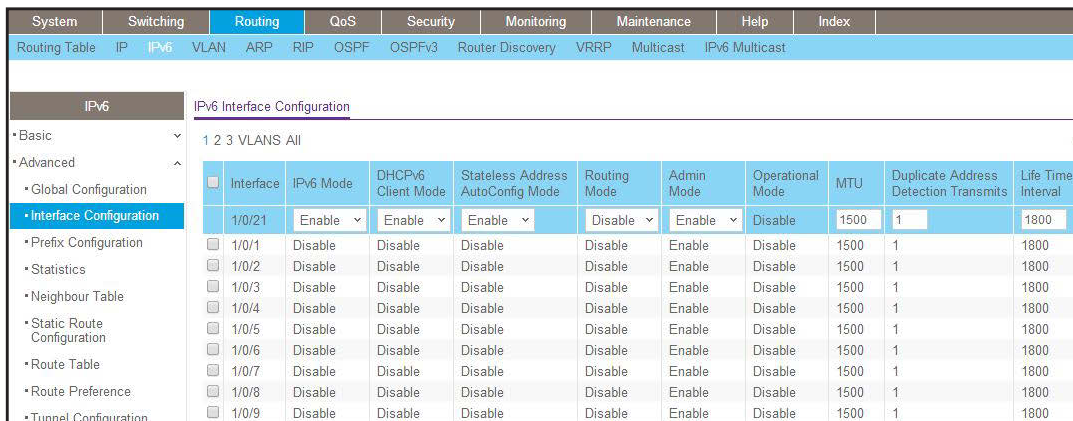 System Switching Routing QoS Security Monitoring Maintenance Help Index
Routing Table IP IPv6 VLAN ARP RIP OSPF OSPFv3 Router Discovery VRRP Multicast IPv6 Multicast
IPv6
Basic
Advanced
Global Configuration
Interface Configuration
Prefix Configuration
Statistics
Neighbour Table
Static Route
Configuration
Route Table
Route Preference
Tunnel Configuration
IPv6 Interface Configuration
1 2 3 VLANS All
Interface IPv6 Mode DHCPv6 Client Mode Stateless Address AutoConfig Mode Routing Mode Admin Mode Operational Mode MTU Duplicate Address Detection Transmits Life Time Interval
1/0/21 Enable Enable Enable Disable Enable Disable 1500 1 1800
1/0/1 Disable Disable Disable Disable Enable Disable 1500 1 1800
1/0/2 Disable Disable Disable Disable Enable Disable 1500 1 1800
1/0/3 Disable Disable Disable Disable Enable Disable 1500 1 1800
1/0/4 Disable Disable Disable Disable Enable Disable 1500 1 1800
1/0/5 Disable Disable Disable Disable Enable Disable 1500 1 1800
1/0/6 Disable Disable Disable Disable Enable Disable 1500 1 1800
1/0/7 Disable Disable Disable Disable Enable Disable 1500 1 1800
1/0/8 Disable Disable Disable Disable Enable Disable 1500 1 1800
1/0/9 Disable Disable Disable Disable Enable Disable 1500 1 1800